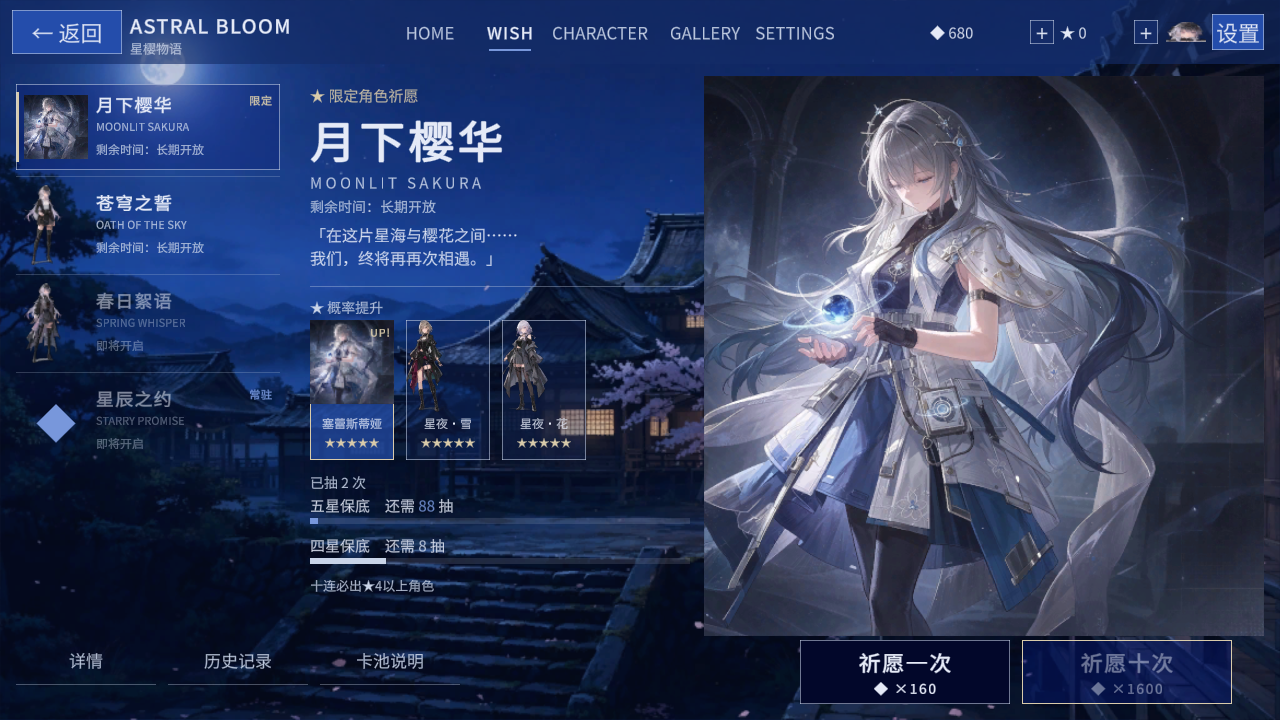 ← 返回
ASTRAL BLOOM
星樱物语
HOME
WISH
CHARACTER
GALLERY
SETTINGS
◆ 680
+
★ 0
+
设置
月下樱华
限定
MOONLIT SAKURA
剩余时间：长期开放
苍穹之誓
OATH OF THE SKY
剩余时间：长期开放
春日絮语
SPRING WHISPER
即将开启
星辰之约
常驻
STARRY PROMISE
即将开启
★ 限定角色祈愿
月下樱华
MOONLIT SAKURA
剩余时间：长期开放
「在这片星海与樱花之间⋯⋯
我们，终将再再次相遇。」
★ 概率提升
UP!
塞蕾斯蒂娅
★★★★★
星夜·雪
★★★★★
星夜·花
★★★★★
已抽 2 次
五星保底 还需 88 抽
四星保底 还需 8 抽
十连必出★4以上角色
详情
历史记录
卡池说明
祈愿一次
◆ ×160
祈愿十次
◆ ×1600